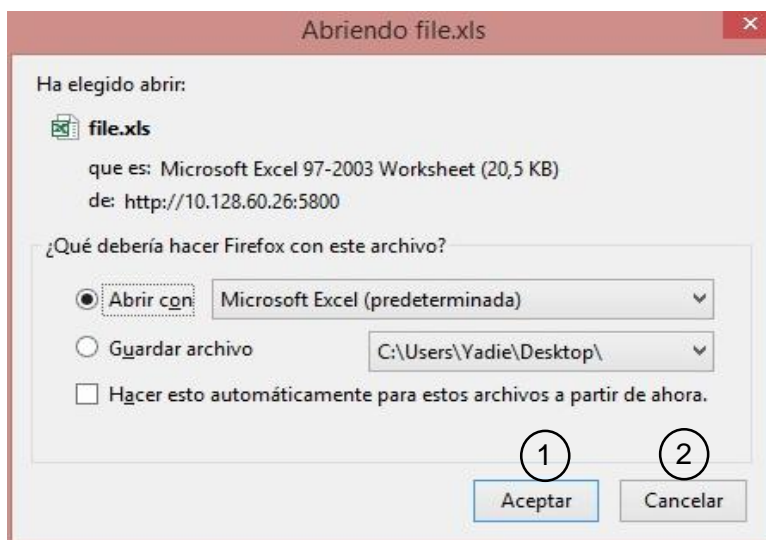 Abriendo file.xls
Ha elegido abrir:
file.xls
que es: Microsoft Excel 97-2003 Worksheet (20,5 KB)
de: http://10.128.60.26:5800
¿Qué debería hacer Firefox con este archivo?
Abrir con Microsoft Excel (predeterminada)
Guardar archivo C:\Users\Yadie\Desktop\
Hacer esto automáticamente para estos archivos a partir de ahora.
1 2
Aceptar Cancelar